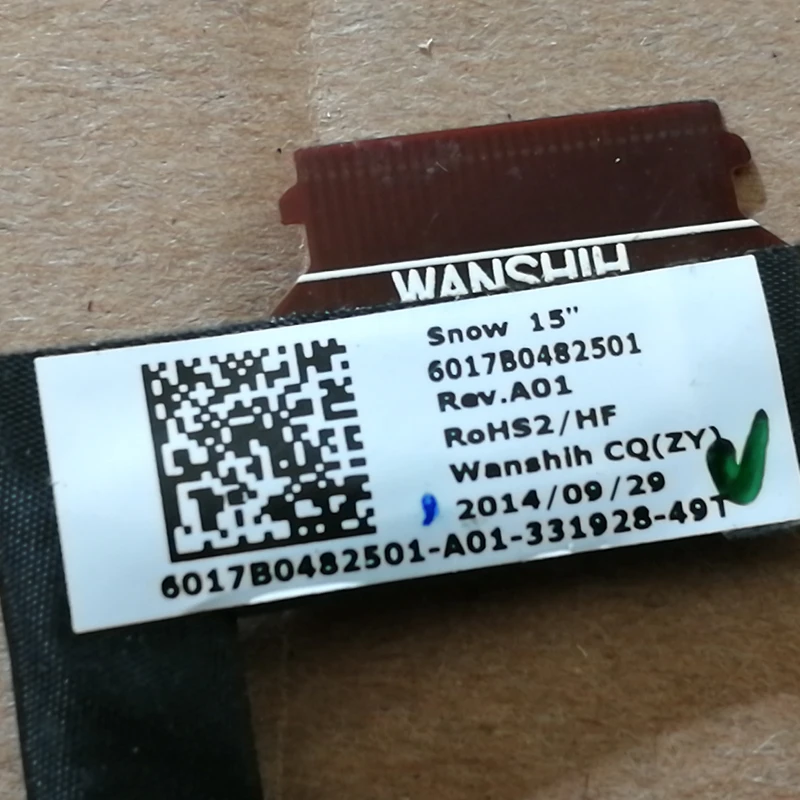 WANSHIH
Snow 15"
6017B0482501
Rev.A01
RoHS2/HF
Wanshih CQ(ZY)
2014/09/29
6017B0482501-A01-331928-49T